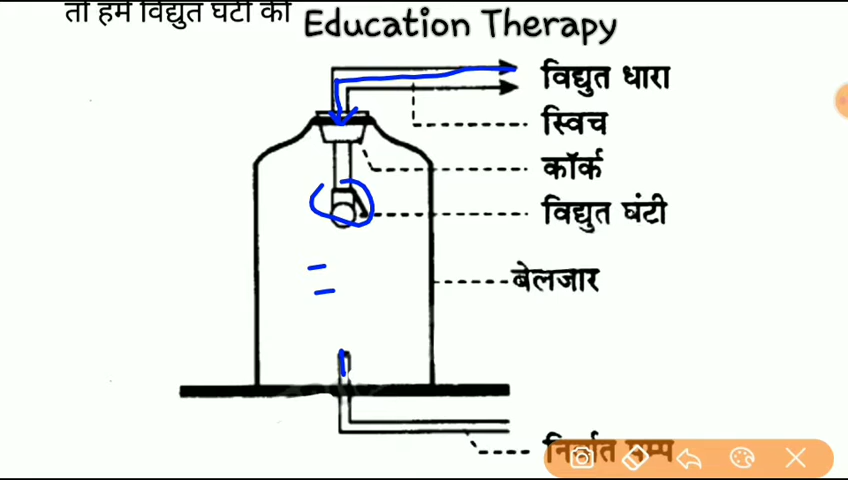 तो हमें विद्युत घंटी की
Education Therapy
विद्युत धारा
स्विच
कॉर्क
विद्युत घंटी
बेलजार